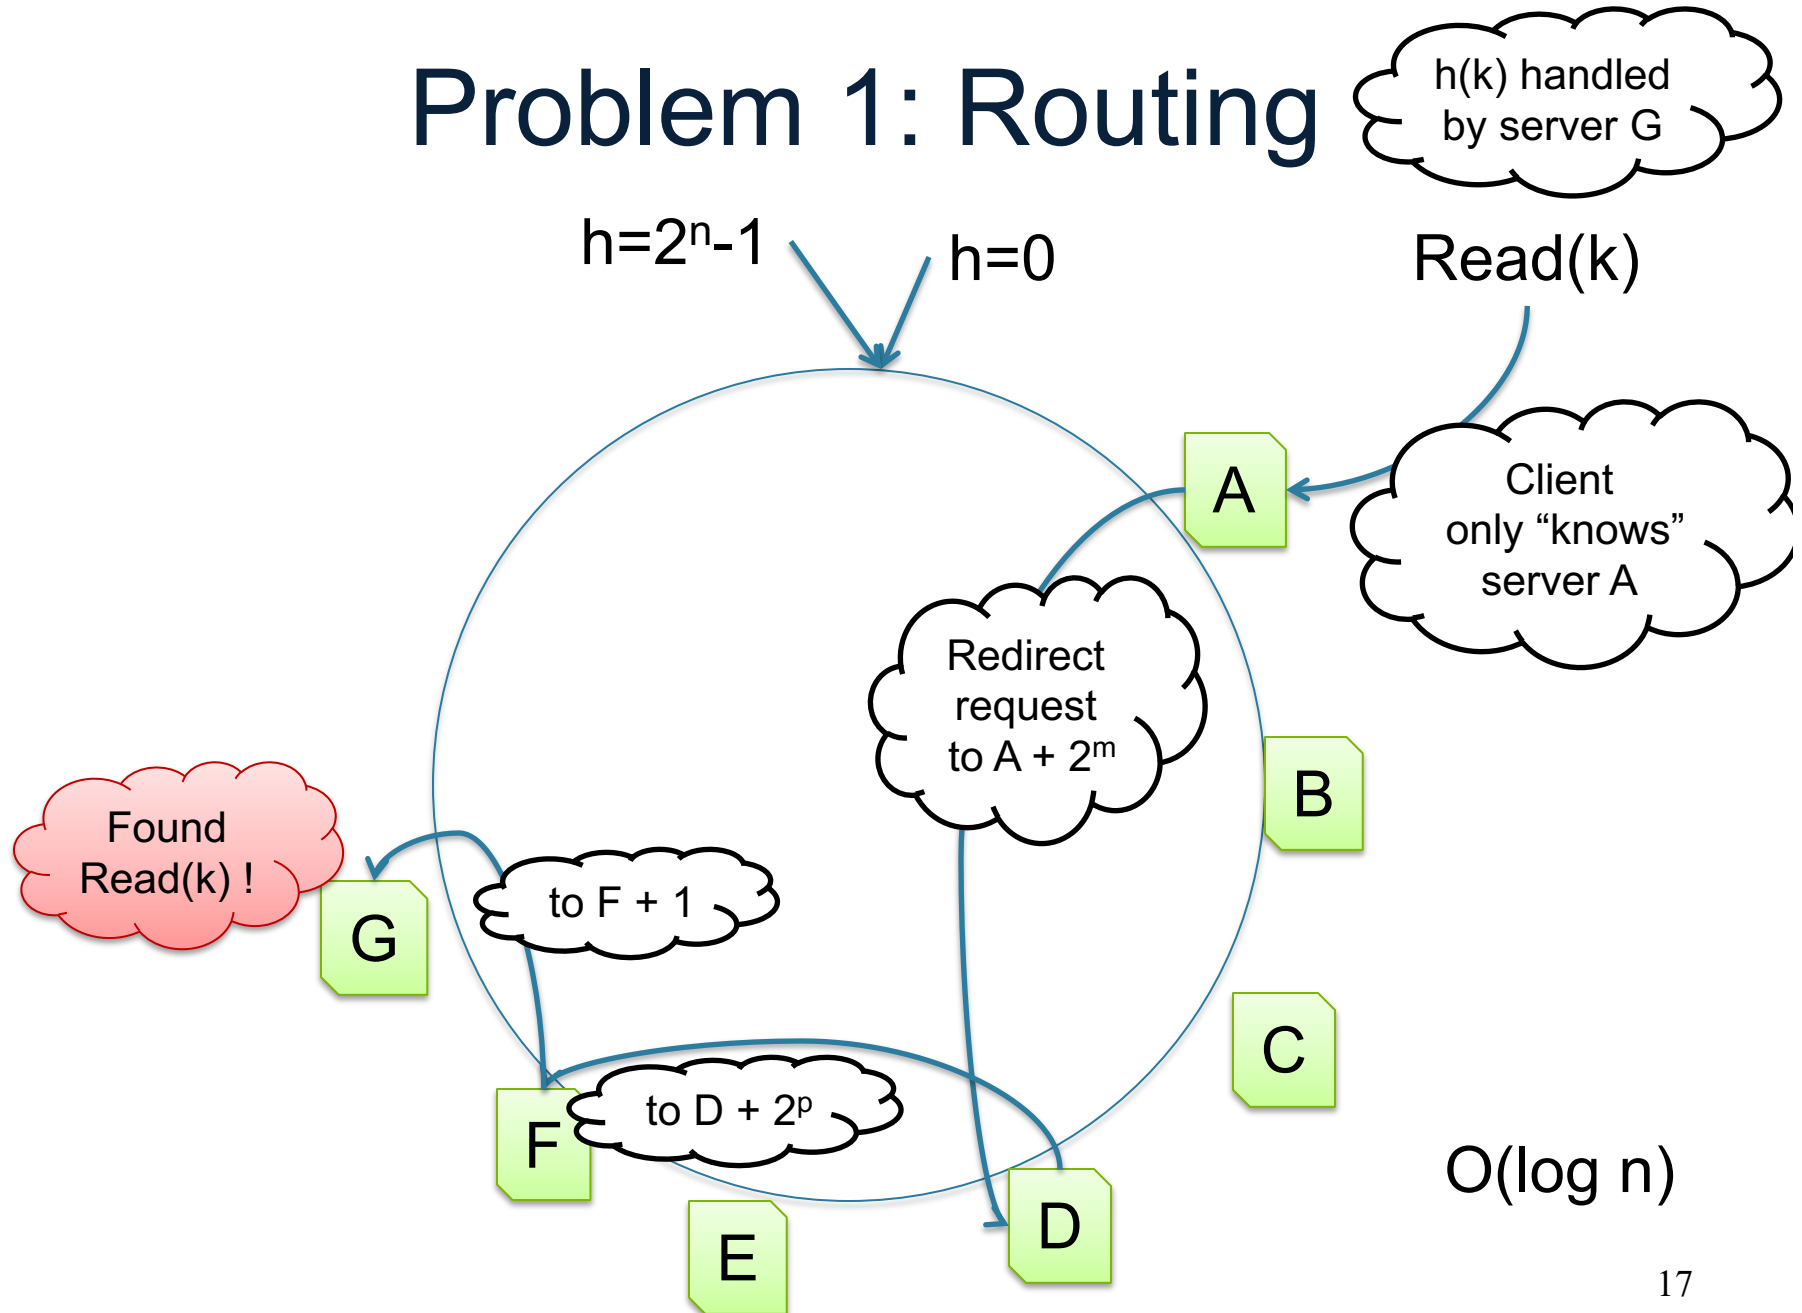 Problem 1: Routing
h(k) handled
by server G
h=2ⁿ-1
h=0
Read(k)
A
Client
only “knows”
server A
Redirect
request
to A + 2ᵐ
B
Found
Read(k) !
to F + 1
G
C
to D + 2ᵖ
F
O(log n)
D
E
17